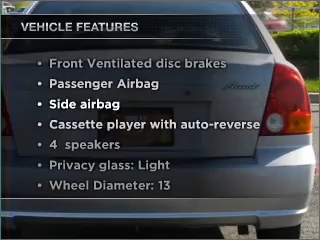 VEHICLE FEATURES
• Front Ventilated disc brakes
• Passenger Airbag
• Side airbag
• Cassette player with auto-reverse
• 4 speakers
• Privacy glass: Light
• Wheel Diameter: 13
Accent